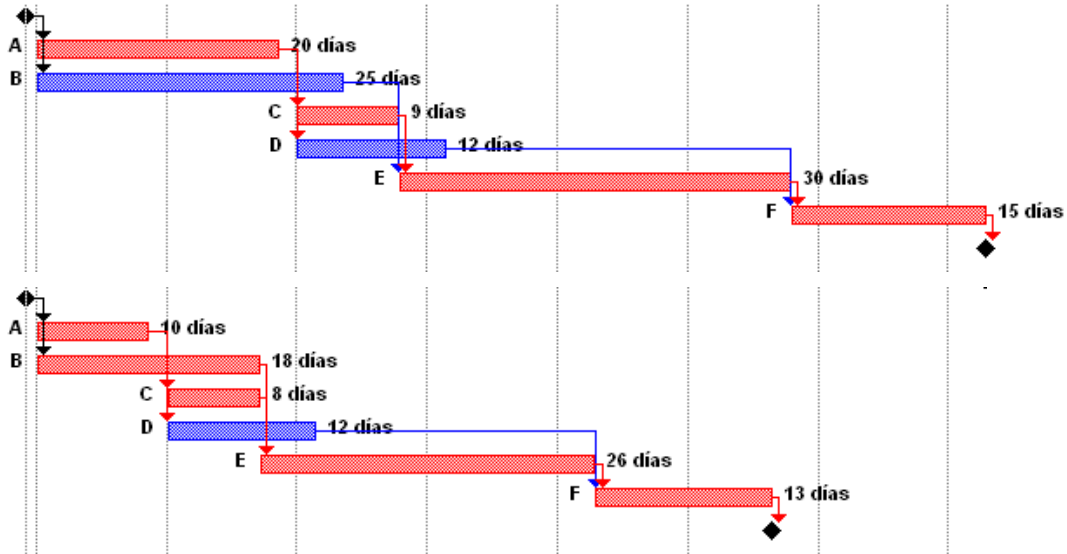 A 20 días
B 25 días
C 9 días
D 12 días
E 30 días
F 15 días
A 10 días
B 18 días
C 8 días
D 12 días
E 26 días
F 13 días